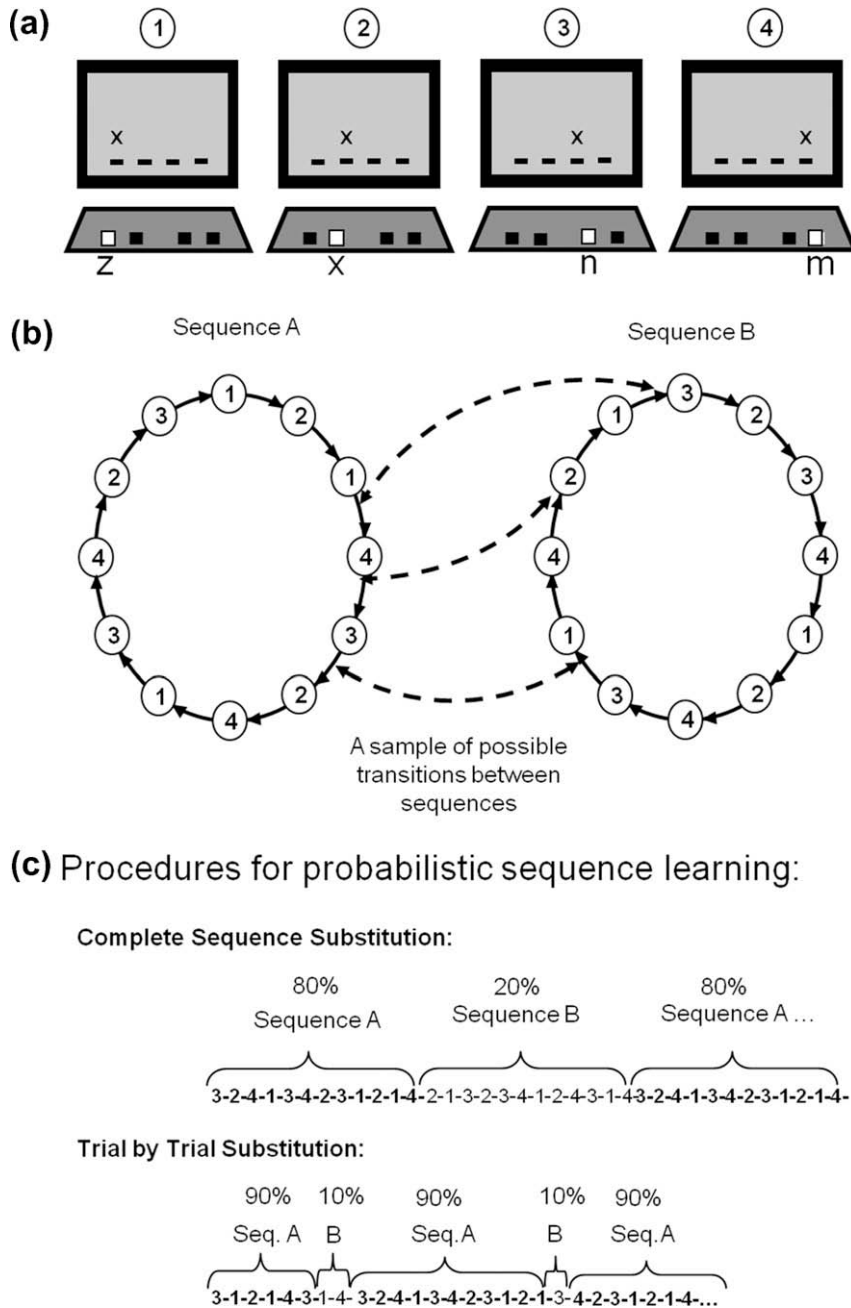 (a) 1 2 3 4
x x x x
z x n m
(b) Sequence A Sequence B
1 3
3 2 1 2
2 1 2 3
4 4 4 4
3 3 1 1
1 2 3 2
4 4
A sample of possible
transitions between
sequences
(c) Procedures for probabilistic sequence learning:
Complete Sequence Substitution:
80% 20% 80%
Sequence A Sequence B Sequence A ...
3-2-4-1-3-4-2-3-1-2-1-4-2-1-3-2-3-4-1-2-4-3-1-4-3-2-4-1-3-4-2-3-1-2-1-4-
Trial by Trial Substitution:
90% 10% 90% 10% 90%
Seq. A B Seq.A B Seq.A
3-1-2-1-4-3-1-4-3-2-4-1-3-4-2-3-1-2-1-3-4-2-3-1-2-1-4-...